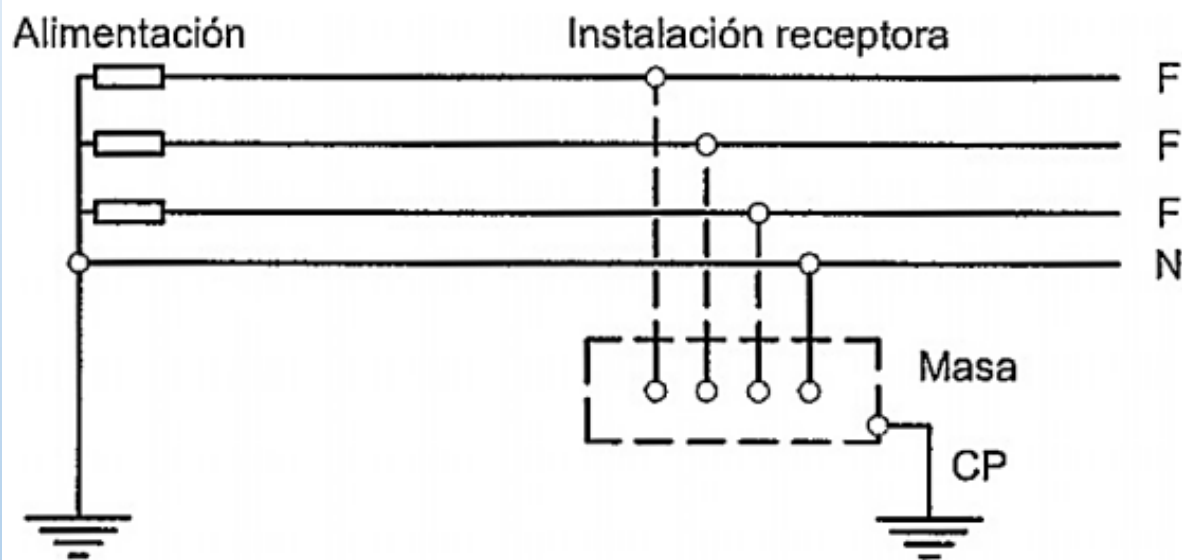 Alimentación
Instalación receptora
F
F
F
N
Masa
CP